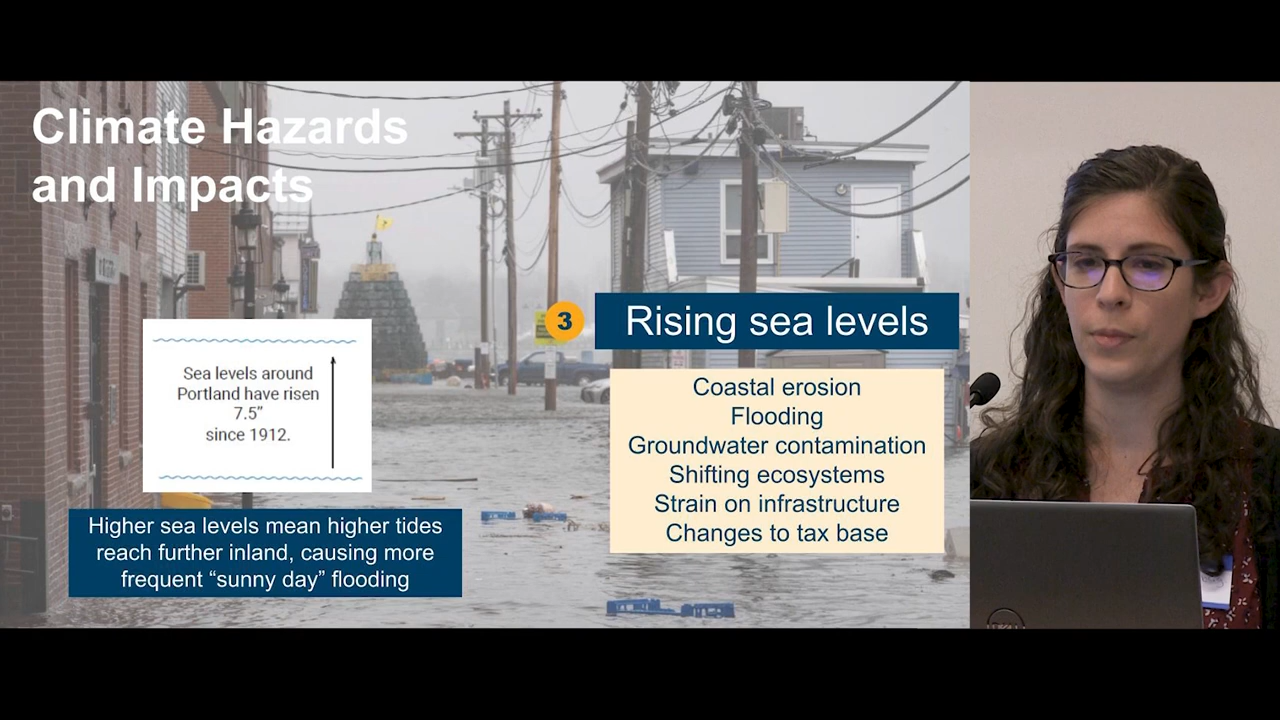 Climate Hazards
and Impacts
3
Rising sea levels
Sea levels around
Portland have risen
7.5”
since 1912.
Higher sea levels mean higher tides
reach further inland, causing more
frequent “sunny day” flooding
Coastal erosion
Flooding
Groundwater contamination
Shifting ecosystems
Strain on infrastructure
Changes to tax base
DELL